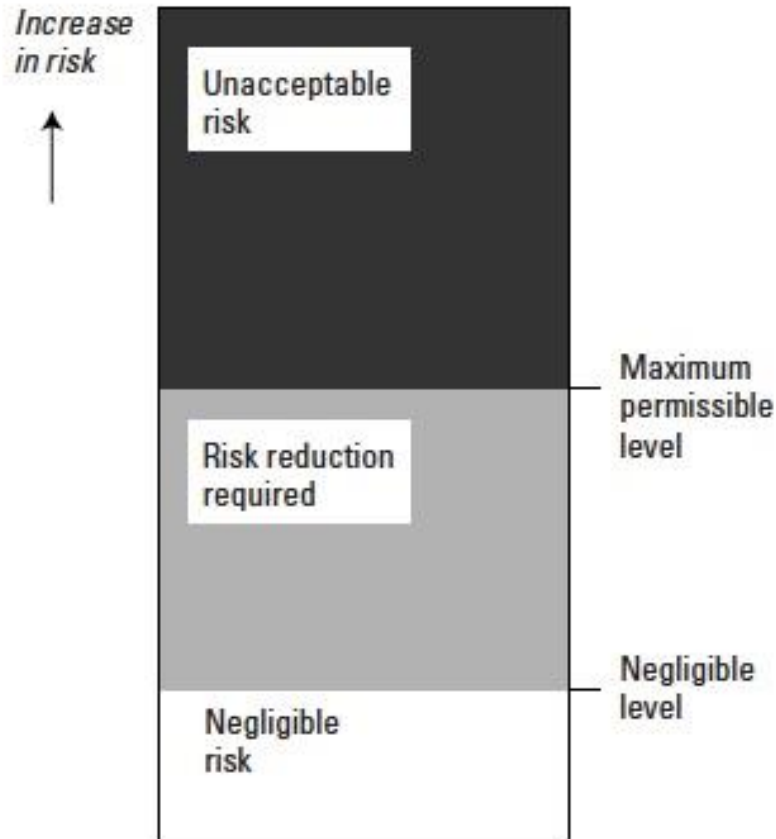 Increase
in risk
Unacceptable
risk
Maximum
permissible
level
Risk reduction
required
Negligible
level
Negligible
risk